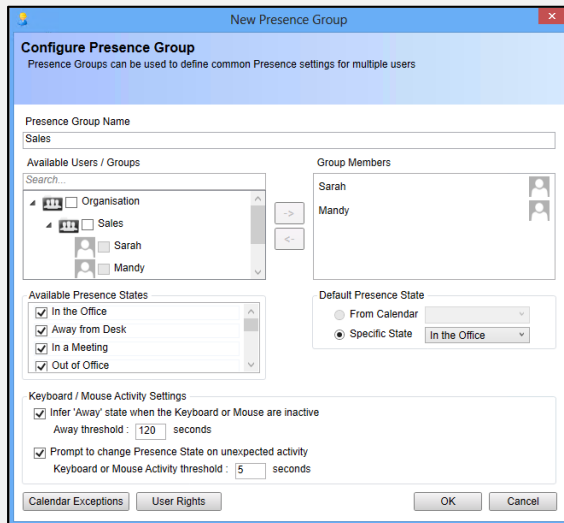 New Presence Group
Configure Presence Group
Presence Groups can be used to define common Presence settings for multiple users
Presence Group Name
Sales
Available Users / Groups
Search...
Organisation
Sales
Sarah
Mandy
->
<-
Group Members
Sarah
Mandy
Available Presence States
In the Office
Away from Desk
In a Meeting
Out of Office
Default Presence State
From Calendar
Specific State In the Office
Keyboard / Mouse Activity Settings
Infer 'Away' state when the Keyboard or Mouse are inactive
Away threshold : 120 seconds
Prompt to change Presence State on unexpected activity
Keyboard or Mouse Activity threshold : 5 seconds
Calendar Exceptions User Rights OK Cancel